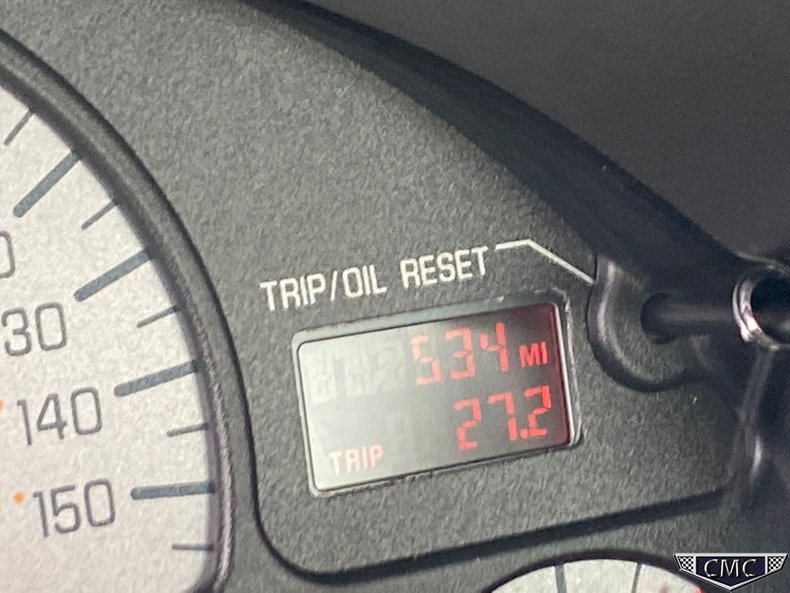 TRIP/OIL RESET
534 MI
TRIP 27.2
30
140
150
CMC